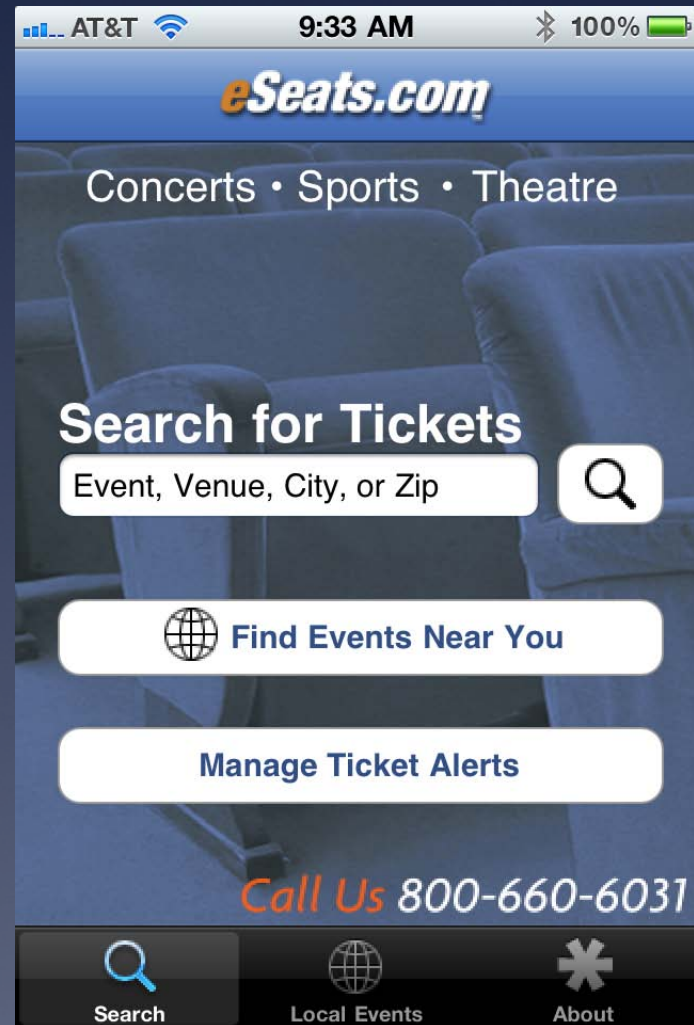 AT&T 9:33 AM 100%
eSeats.com
Concerts • Sports • Theatre
Search for Tickets
Event, Venue, City, or Zip
Find Events Near You
Manage Ticket Alerts
Call Us 800-660-6031
Search Local Events About